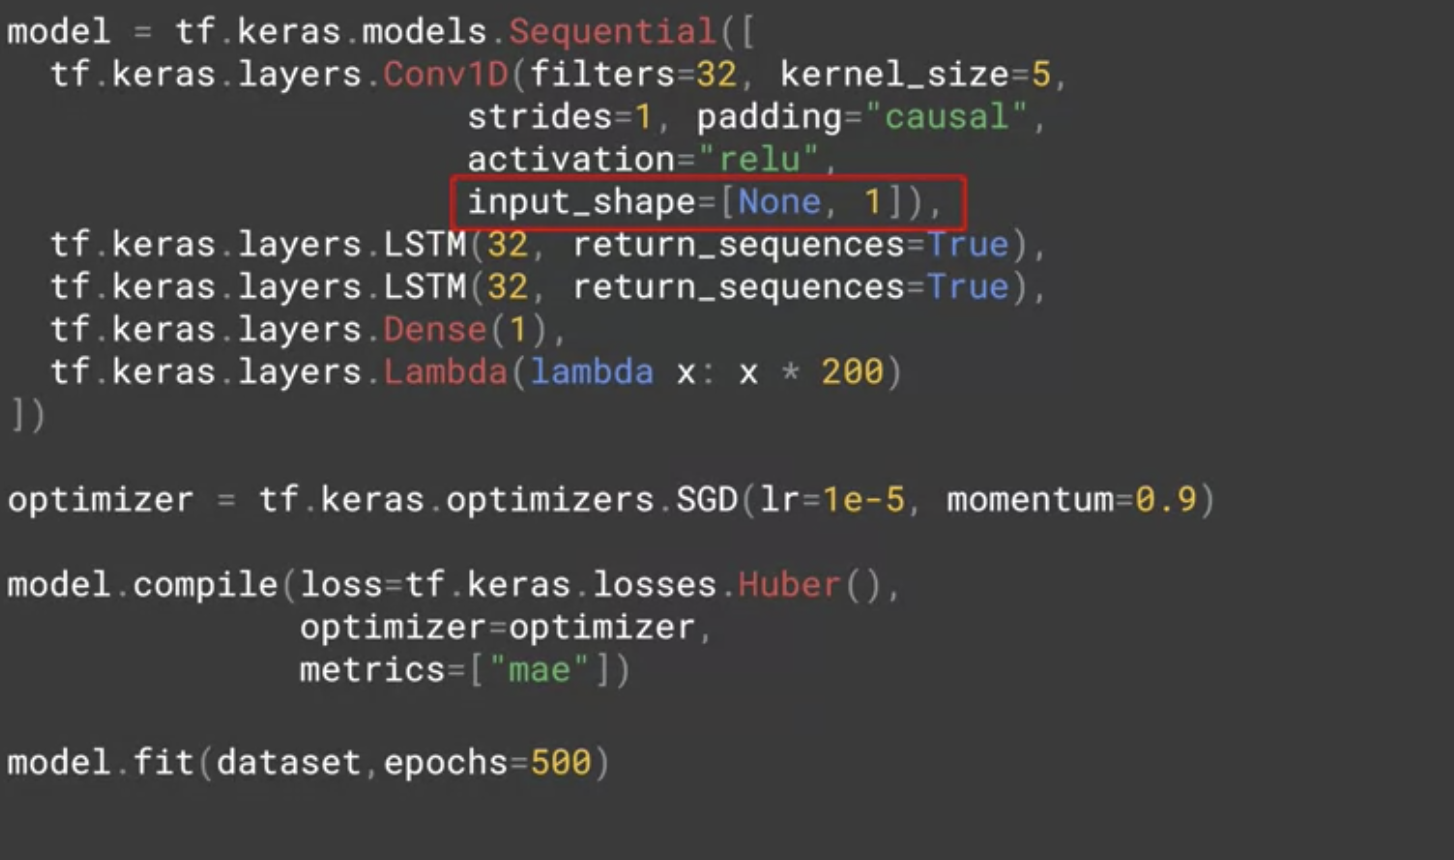 model = tf.keras.models.Sequential([
  tf.keras.layers.Conv1D(filters=32, kernel_size=5,
                      strides=1, padding="causal",
                      activation="relu",
                      input_shape=[None, 1]),
  tf.keras.layers.LSTM(32, return_sequences=True),
  tf.keras.layers.LSTM(32, return_sequences=True),
  tf.keras.layers.Dense(1),
  tf.keras.layers.Lambda(lambda x: x * 200)
])
optimizer = tf.keras.optimizers.SGD(lr=1e-5, momentum=0.9)
model.compile(loss=tf.keras.losses.Huber(),
              optimizer=optimizer,
              metrics=["mae"])
model.fit(dataset,epochs=500)